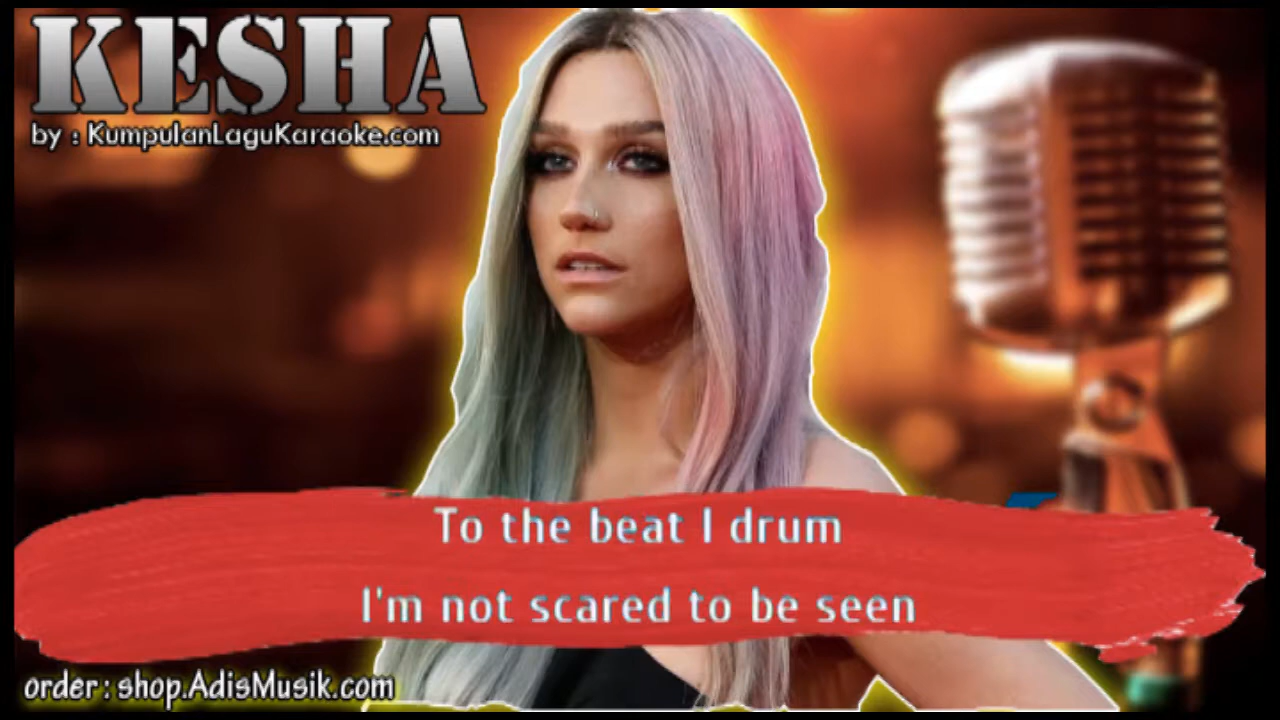 KESHA
by : KumpulanLaguKaraoke.com
To the beat I drum
I'm not scared to be seen
order : shop.AdisMusik.com